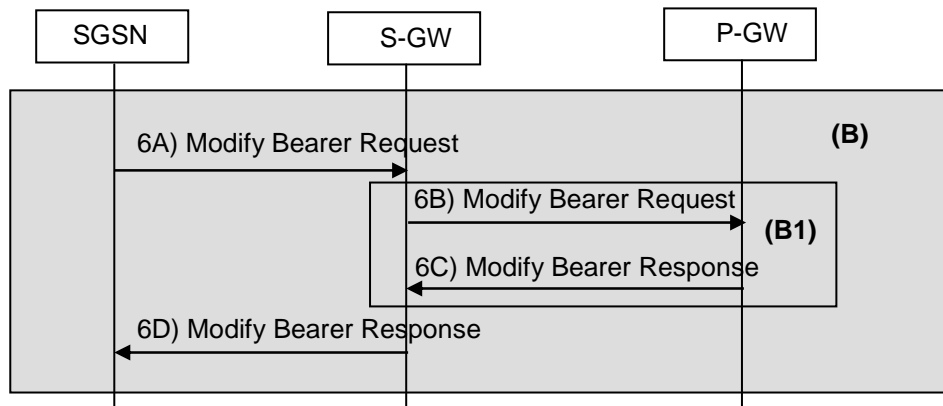 SGSN
S-GW
P-GW
(B)
6A) Modify Bearer Request
6B) Modify Bearer Request
(B1)
6C) Modify Bearer Response
6D) Modify Bearer Response